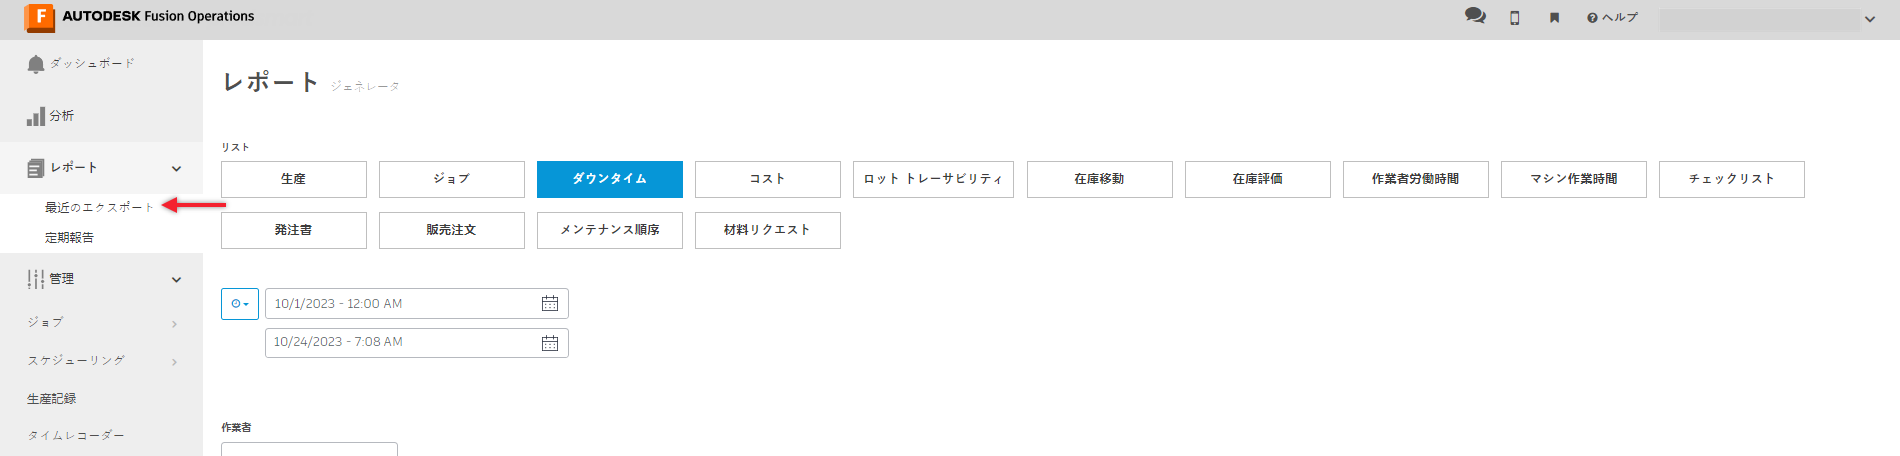 F AUTODESK Fusion Operations
ヘルプ
ダッシュボード
分析
レポート
最近のエクスポート
定期報告
管理
ジョブ
スケジューリング
生産記録
タイムレコーダー
レポート ジェネレータ
リスト
生産 ジョブ ダウンタイム コスト ロット トレーサビリティ 在庫移動 在庫評価 作業者労働時間 マシン作業時間 チェックリスト
発注書 販売注文 メンテナンス順序 材料リクエスト
10/1/2023 - 12:00 AM
10/24/2023 - 7:08 AM
作業者